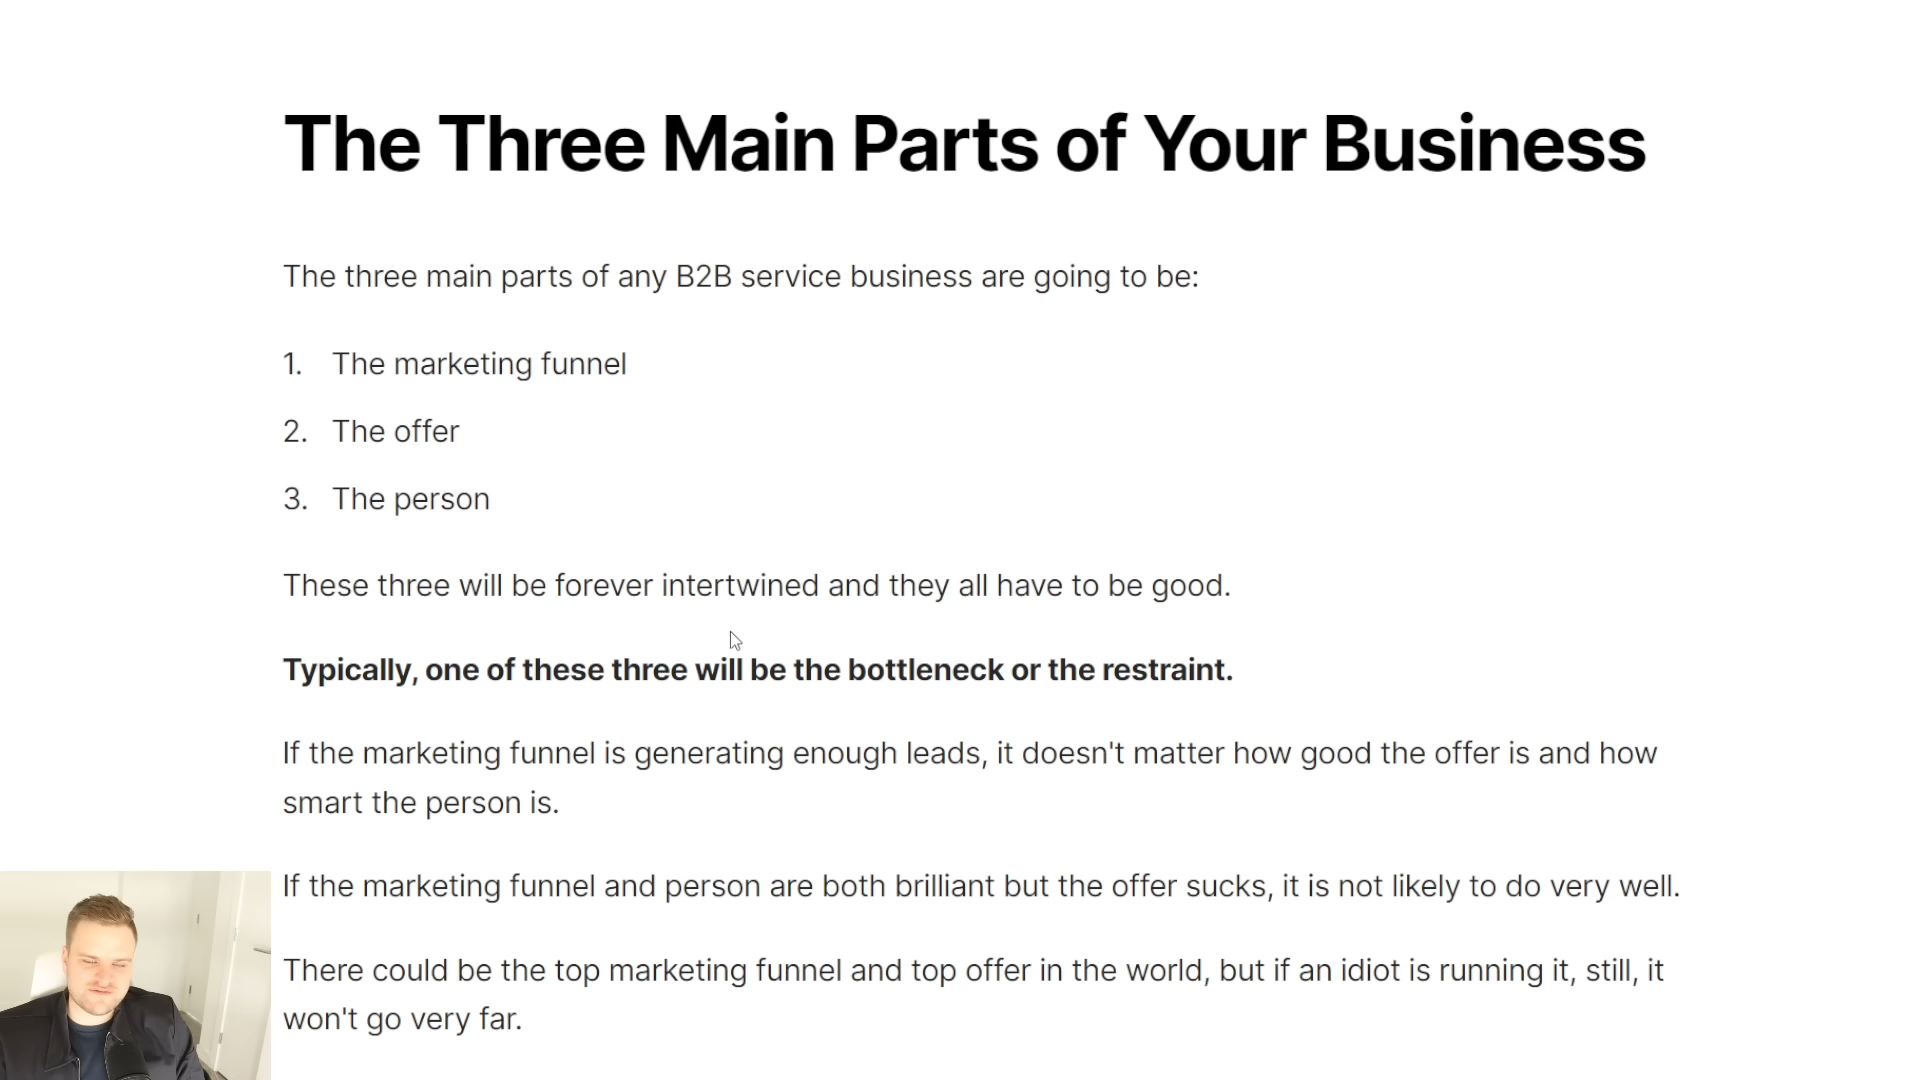 The Three Main Parts of Your Business
The three main parts of any B2B service business are going to be:
1. The marketing funnel
2. The offer
3. The person
These three will be forever intertwined and they all have to be good.
Typically, one of these three will be the bottleneck or the restraint.
If the marketing funnel is generating enough leads, it doesn't matter how good the offer is and how
smart the person is.
If the marketing funnel and person are both brilliant but the offer sucks, it is not likely to do very well.
There could be the top marketing funnel and top offer in the world, but if an idiot is running it, still, it
won't go very far.